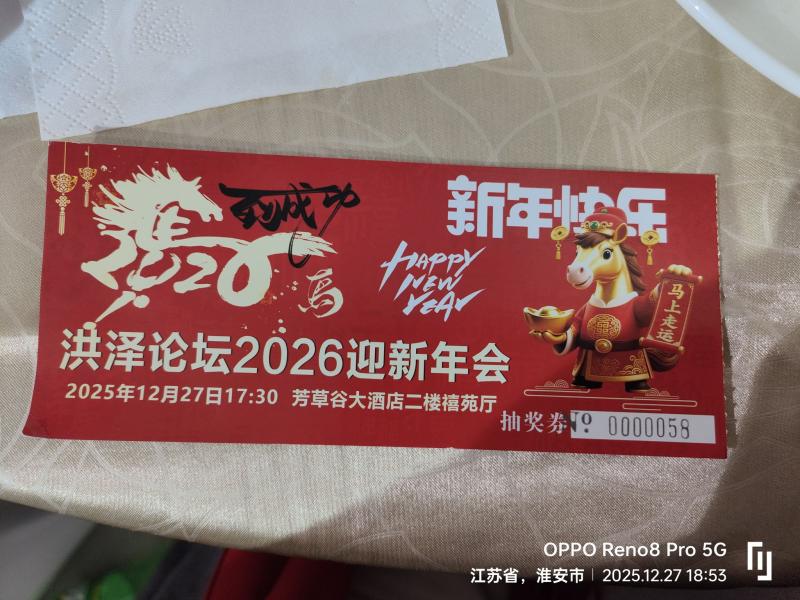 马到成功
新年快乐
2026
HAPPY
NEW
YEAR
马上走运
洪泽论坛2026迎新年会
2025年12月27日17:30 芳草谷大酒店二楼禧苑厅
抽奖券№ 0000058
OPPO Reno8 Pro 5G
江苏省，淮安市 | 2025.12.27 18:53